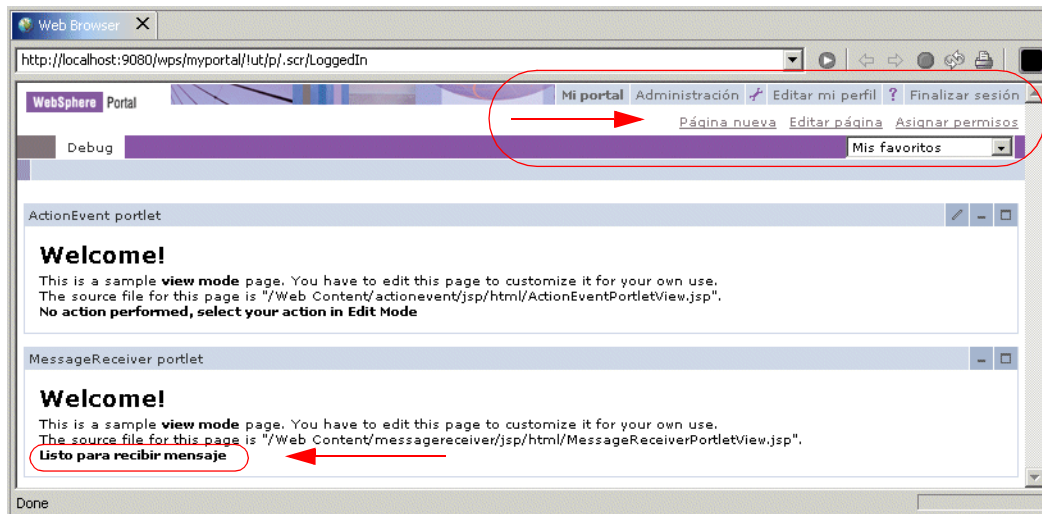 Web Browser
http://localhost:9080/wps/myportal/!ut/p/.scr/LoggedIn
WebSphere Portal
Mi portal Administración Editar mi perfil ? Finalizar sesión
Página nueva Editar página Asignar permisos
Debug
Mis favoritos
ActionEvent portlet
Welcome!
This is a sample view mode page. You have to edit this page to customize it for your own use.
The source file for this page is "/Web Content/actionevent/jsp/html/ActionEventPortletView.jsp".
No action performed, select your action in Edit Mode
MessageReceiver portlet
Welcome!
This is a sample view mode page. You have to edit this page to customize it for your own use.
The source file for this page is "/Web Content/messagereceiver/jsp/html/MessageReceiverPortletView.jsp".
Listo para recibir mensaje
Done